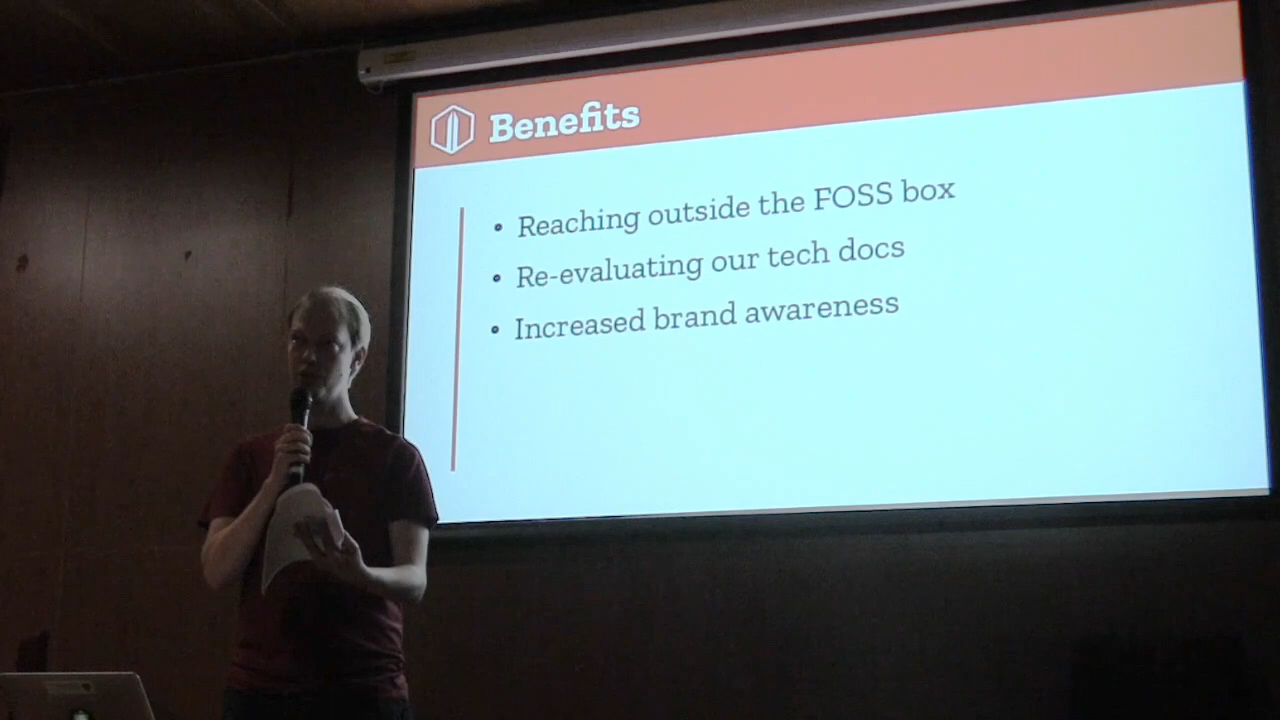 Benefits
• Reaching outside the FOSS box
• Re-evaluating our tech docs
• Increased brand awareness